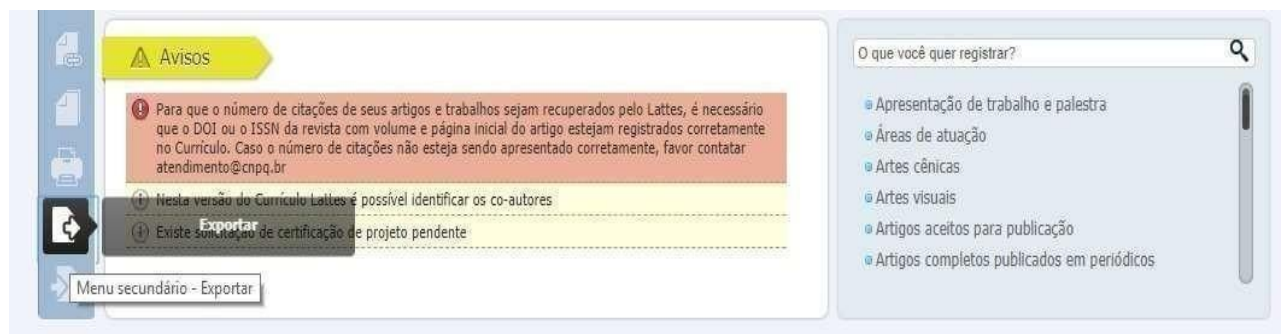 Avisos
Para que o número de citações de seus artigos e trabalhos sejam recuperados pelo Lattes, é necessário
que o DOI ou o ISSN da revista com volume e página inicial do artigo estejam registrados corretamente
no Currículo. Caso o número de citações não esteja sendo apresentado corretamente, favor contatar
atendimento@cnpq.br
Nesta versão do Currículo Lattes é possível identificar os co-autores
Exportar
Existe solicitação de certificação de projeto pendente
Menu secundário - Exportar
O que você quer registrar?
Apresentação de trabalho e palestra
Áreas de atuação
Artes cênicas
Artes visuais
Artigos aceitos para publicação
Artigos completos publicados em periódicos